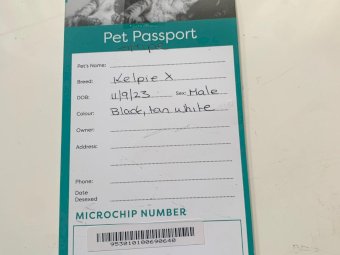 Pet Passport
Pet's Name:
Breed: Kelpie X
DOB: 11/9/23 Sex: Male
Colour: Black, tan white
Owner:
Address:
Phone:
Date Desexed
MICROCHIP NUMBER
953010100690640